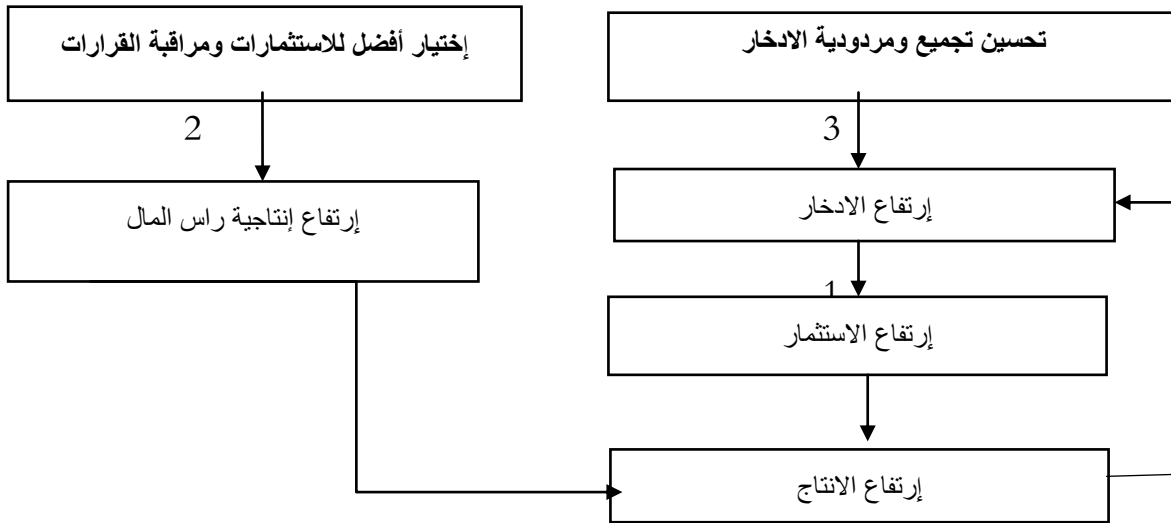 تحسين تجميع ومردودية الادخار
إختيار أفضل للاستثمارات ومراقبة القرارات
3
2
إرتفاع الادخار
إرتفاع إنتاجية راس المال
1
إرتفاع الاستثمار
إرتفاع الانتاج